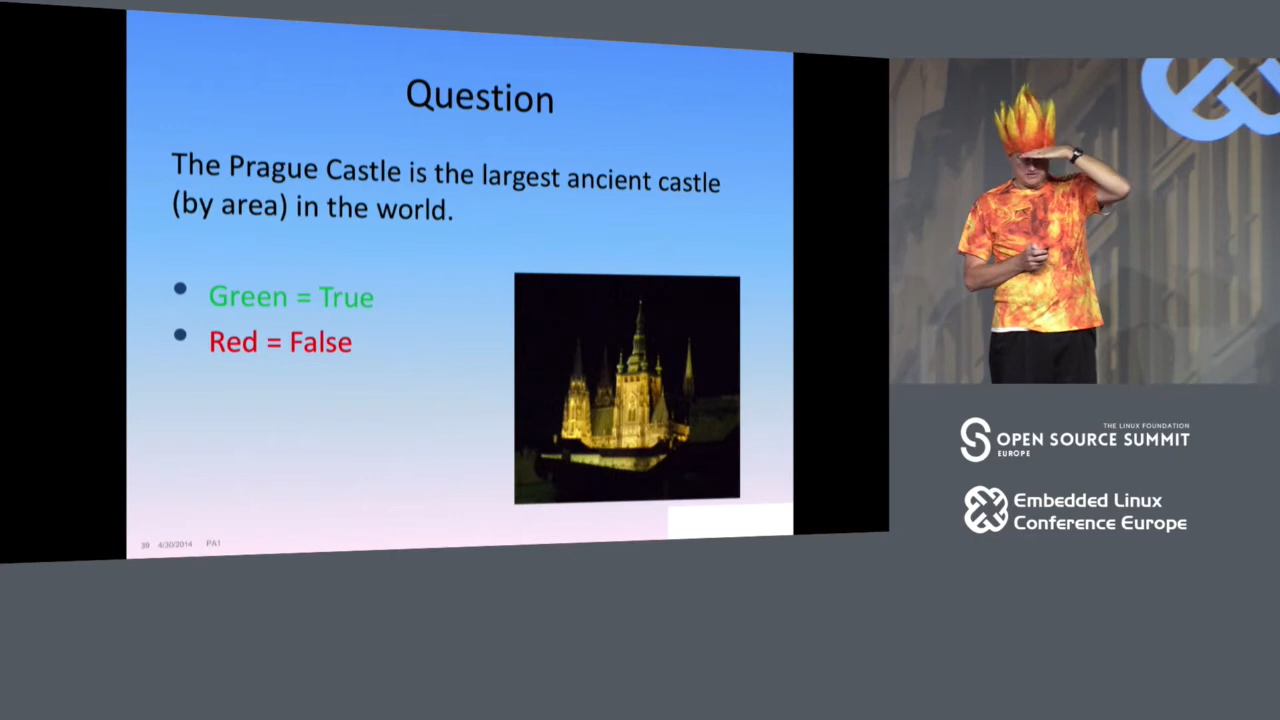 Question
The Prague Castle is the largest ancient castle
(by area) in the world.
Green = True
Red = False
39 4/30/2014 PA1
THE LINUX FOUNDATION
OPEN SOURCE SUMMIT
EUROPE
Embedded Linux
Conference Europe